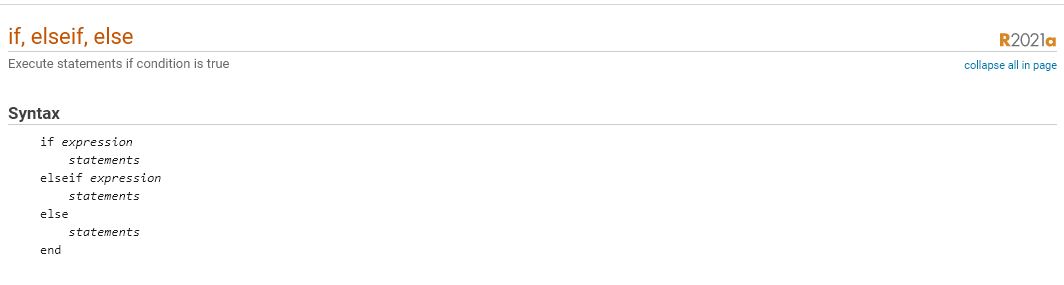 if, elseif, else
R2021a
Execute statements if condition is true
collapse all in page
Syntax
if expression
statements
elseif expression
statements
else
statements
end